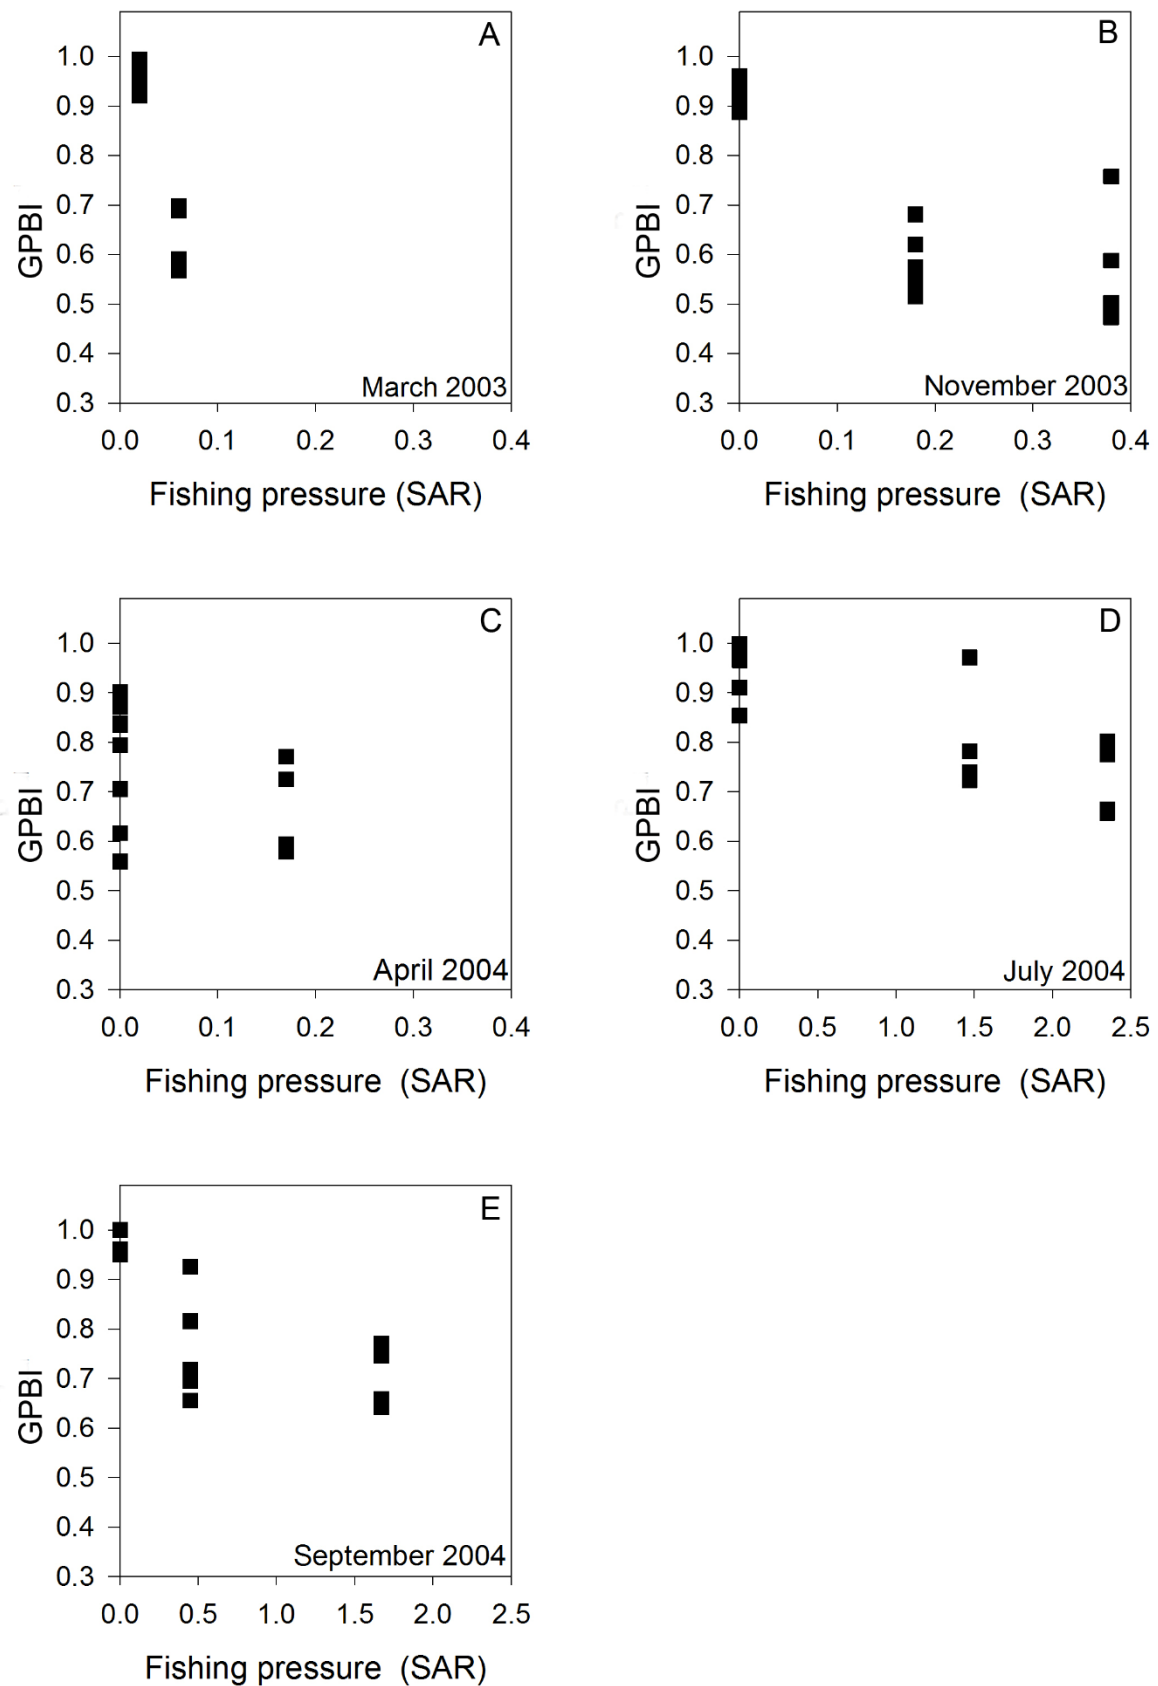 A
1.0
0.9
0.8
0.7
0.6
0.5
0.4
0.3
GPBI
March 2003
0.0 0.1 0.2 0.3 0.4
Fishing pressure (SAR)
B
1.0
0.9
0.8
0.7
0.6
0.5
0.4
0.3
GPBI
November 2003
0.0 0.1 0.2 0.3 0.4
Fishing pressure (SAR)
C
1.0
0.9
0.8
0.7
0.6
0.5
0.4
0.3
GPBI
April 2004
0.0 0.1 0.2 0.3 0.4
Fishing pressure (SAR)
D
1.0
0.9
0.8
0.7
0.6
0.5
0.4
0.3
GPBI
July 2004
0.0 0.5 1.0 1.5 2.0 2.5
Fishing pressure (SAR)
E
1.0
0.9
0.8
0.7
0.6
0.5
0.4
0.3
GPBI
September 2004
0.0 0.5 1.0 1.5 2.0 2.5
Fishing pressure (SAR)